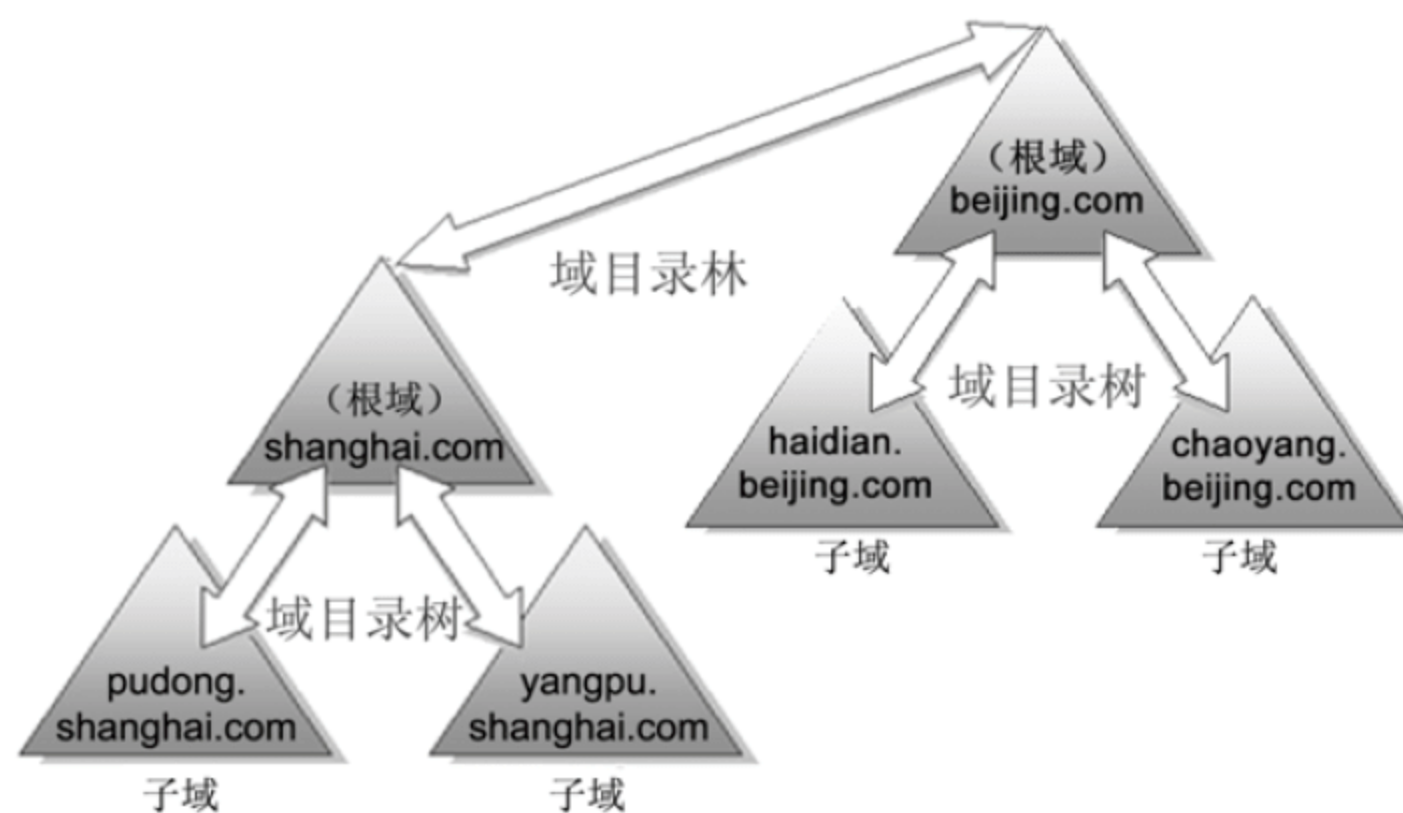 （根域）
beijing.com
域目录林
（根域）
shanghai.com
域目录树
haidian.
beijing.com
子域
chaoyang.
beijing.com
子域
域目录树
pudong.
shanghai.com
子域
yangpu.
shanghai.com
子域